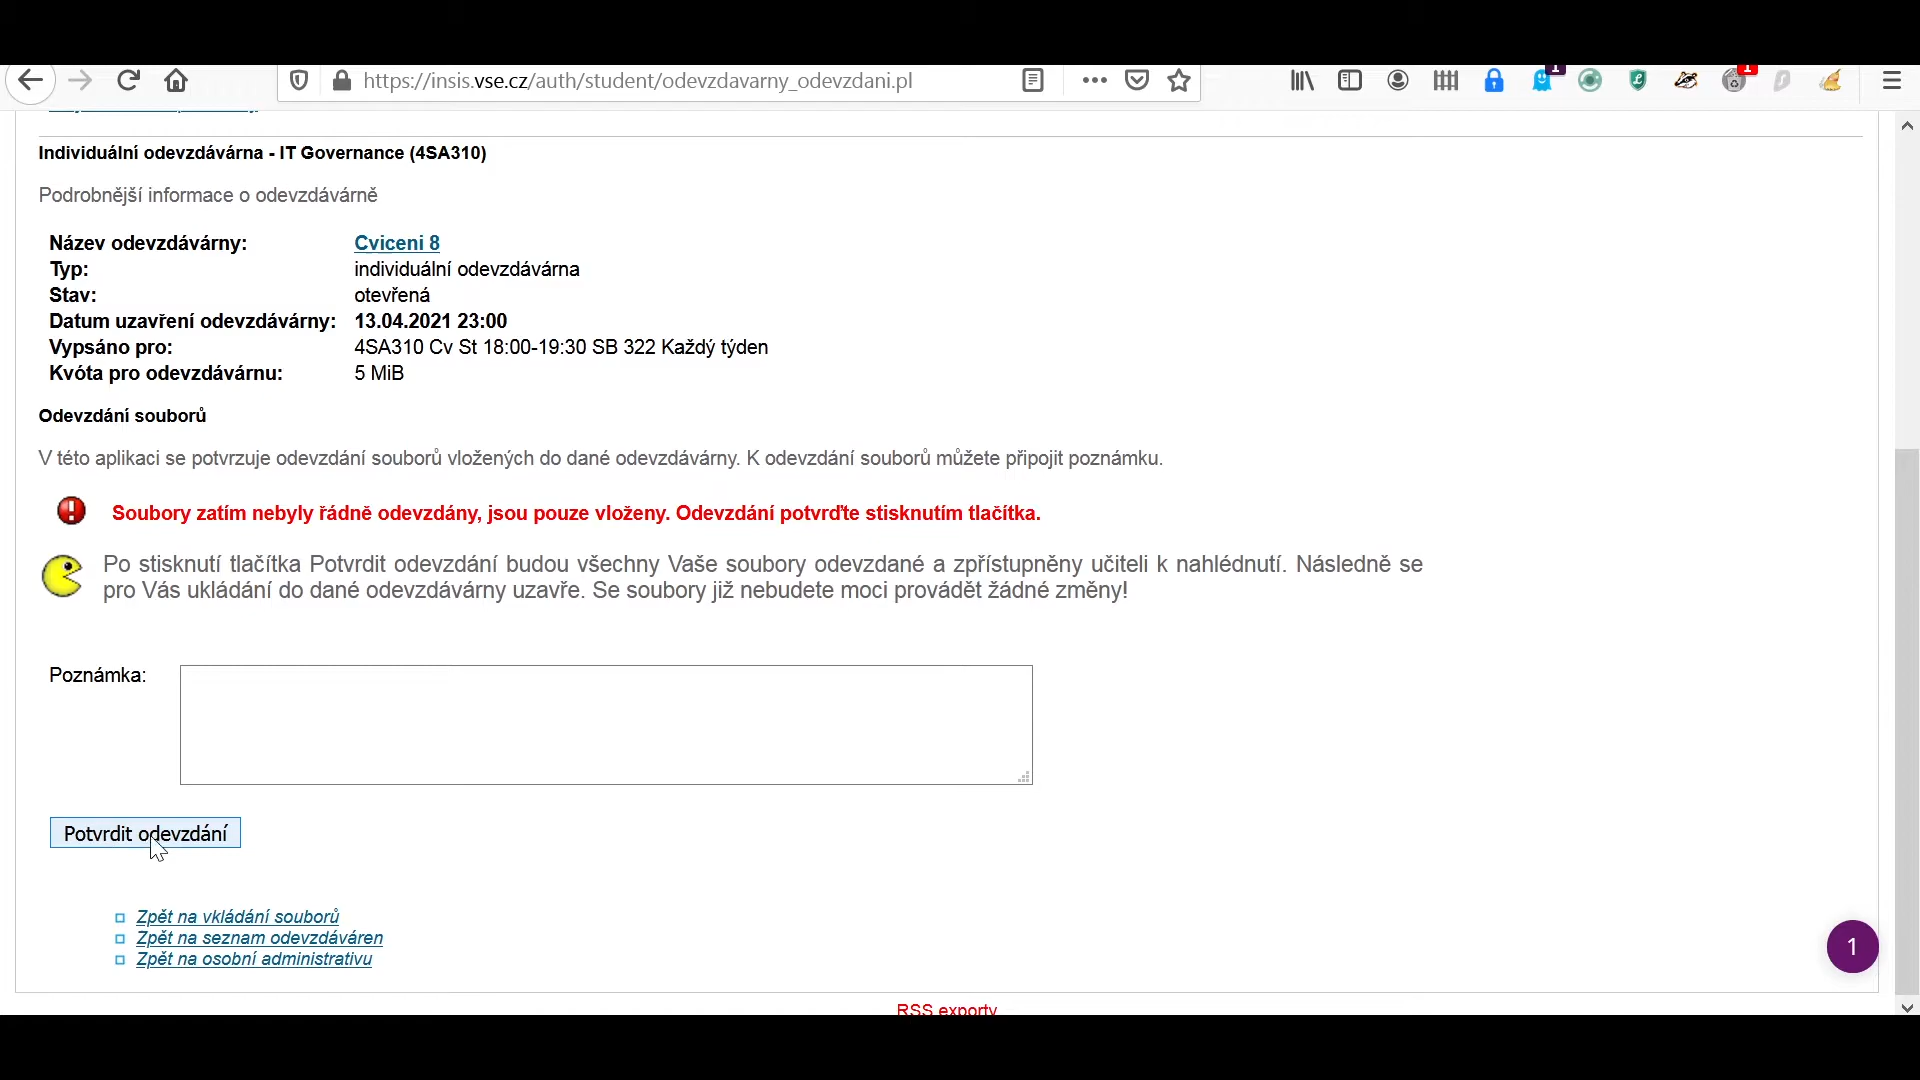 https://insis.vse.cz/auth/student/odevzdavarny_odevzdani.pl
1
1
Individuální odevzdávárna - IT Governance (4SA310)
Podrobnější informace o odevzdávárně
Název odevzdávárny: Cviceni 8
Typ: individuální odevzdávárna
Stav: otevřená
Datum uzavření odevzdávárny: 13.04.2021 23:00
Vypsáno pro: 4SA310 Cv St 18:00-19:30 SB 322 Každý týden
Kvóta pro odevzdávárnu: 5 MiB
Odevzdání souborů
V této aplikaci se potvrzuje odevzdání souborů vložených do dané odevzdávárny. K odevzdání souborů můžete připojit poznámku.
Soubory zatím nebyly řádně odevzdány, jsou pouze vloženy. Odevzdání potvrďte stisknutím tlačítka.
Po stisknutí tlačítka Potvrdit odevzdání budou všechny Vaše soubory odevzdané a zpřístupněny učiteli k nahlédnutí. Následně se
pro Vás ukládání do dané odevzdávárny uzavře. Se soubory již nebudete moci provádět žádné změny!
Poznámka:
Potvrdit odevzdání
Zpět na vkládání souborů
Zpět na seznam odevzdáváren
Zpět na osobní administrativu
1
RSS exporty